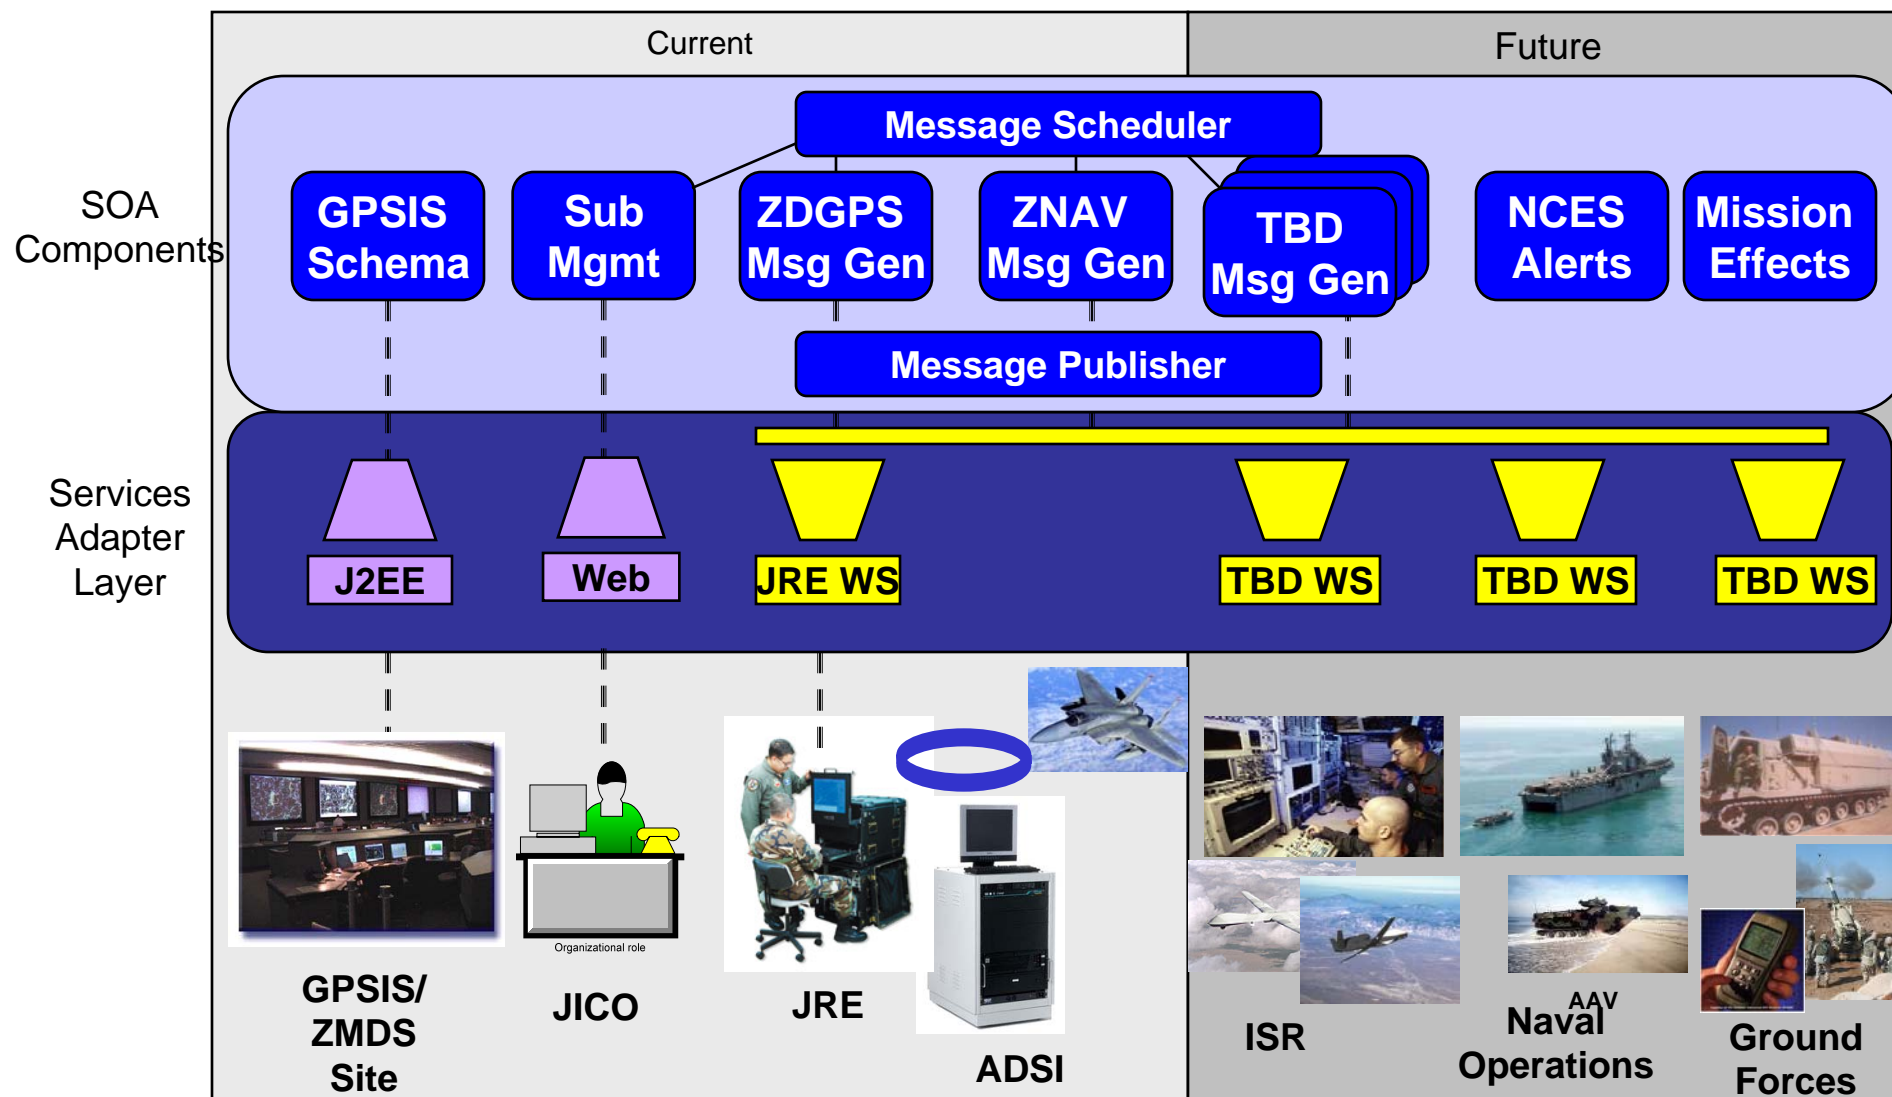 Current
Future
Message Scheduler
SOA
Components
GPSIS
Schema
Sub
Mgmt
ZDGPS
Msg Gen
ZNAV
Msg Gen
TBD
Msg Gen
NCES
Alerts
Mission
Effects
Message Publisher
Services
Adapter
Layer
J2EE
Web
JRE WS
TBD WS
TBD WS
TBD WS
Organizational role
GPSIS/
ZMDS
Site
JICO
JRE
ADSI
ISR
AAV
Naval
Operations
Ground
Forces